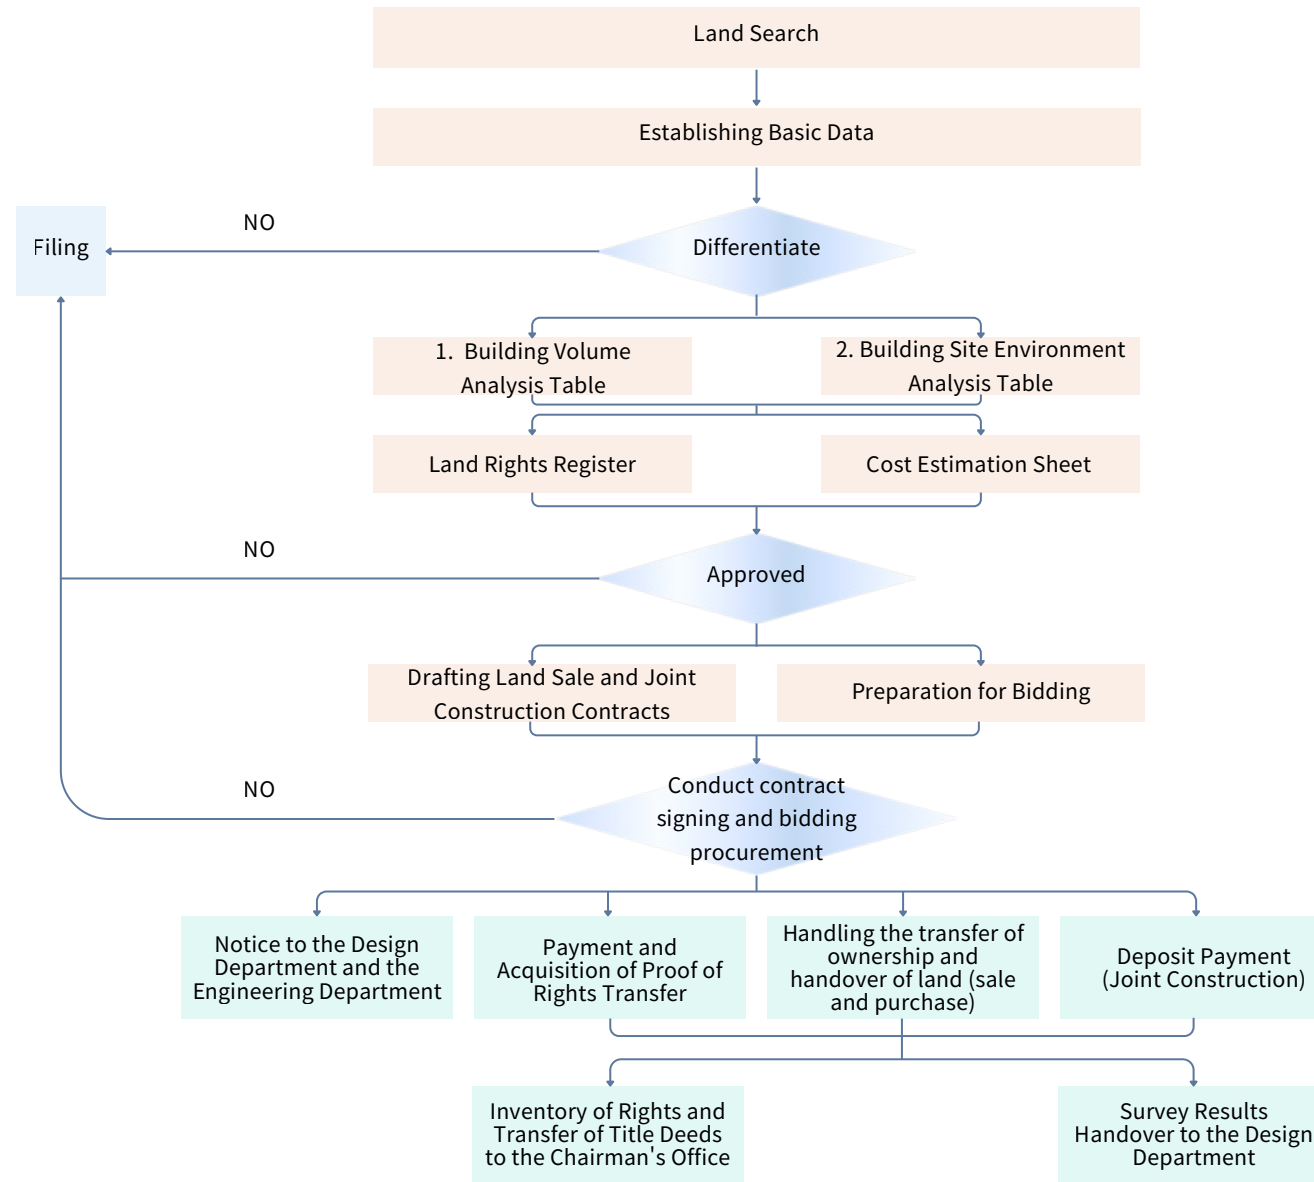 Land Search
Establishing Basic Data
NO
Filing
Differentiate
1.  Building Volume
Analysis Table
2. Building Site Environment
Analysis Table
Land Rights Register
Cost Estimation Sheet
NO
Approved
Drafting Land Sale and Joint
Construction Contracts
Preparation for Bidding
NO
Conduct contract
signing and bidding
procurement
Notice to the Design
Department and the
Engineering Department
Payment and
Acquisition of Proof of
Rights Transfer
Handling the transfer of
ownership and
handover of land (sale
and purchase)
Deposit Payment
(Joint Construction)
Inventory of Rights and
Transfer of Title Deeds
to the Chairman's Office
Survey Results
Handover to the Design
Department